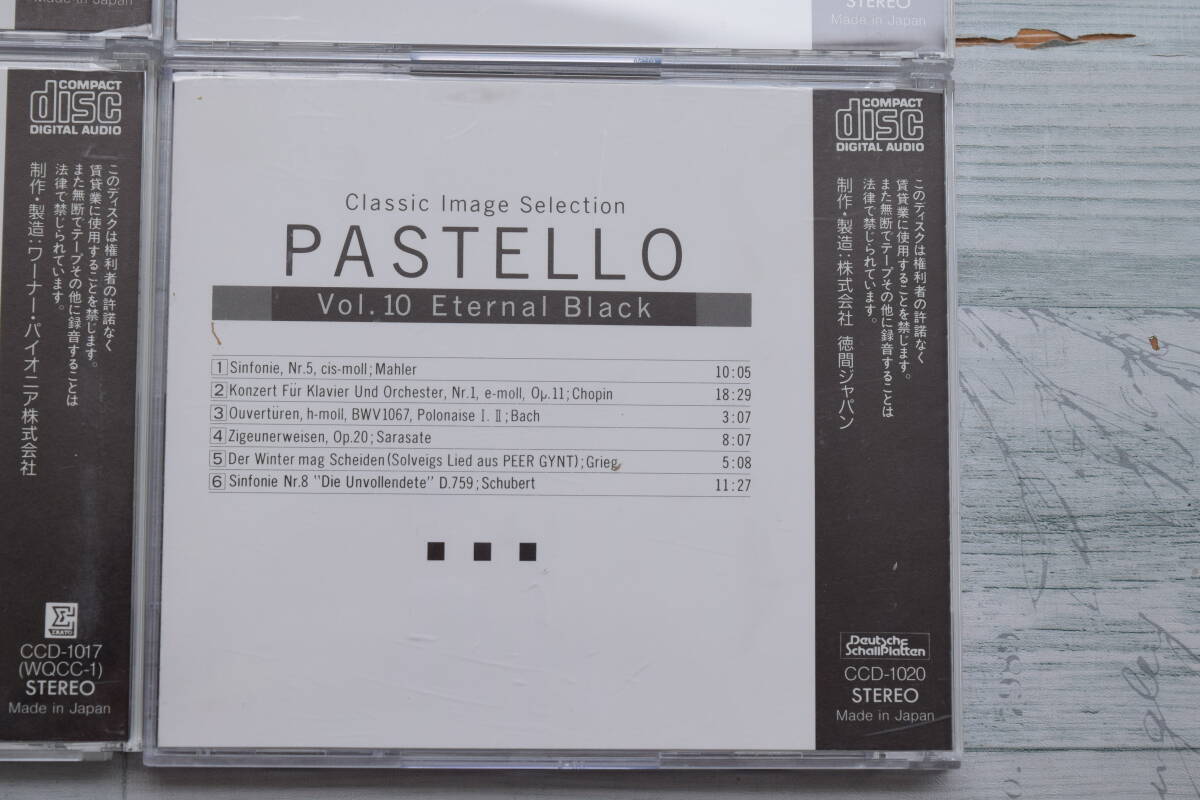 Made in Japan
STEREO
Made in Japan
COMPACT
disc
DIGITAL AUDIO
このディスクは権利者の許諾なく
賃貸業に使用することを禁じます。
また無断でテープその他に録音することは
法律で禁じられています。
制作・製造:ワーナー・パイオニア株式会社
ERATO
CCD-1017
(WQCC-1)
STEREO
Made in Japan
Classic Image Selection
PASTELLO
Vol.10 Eternal Black
1 Sinfonie, Nr.5, cis-moll; Mahler 10:05
2 Konzert Für Klavier Und Orchester, Nr.1, e-moll, Oμ.11; Chopin 18:29
3 Ouvertüren, h-moll, BWV1067, Polonaise I. II; Bach 3:07
4 Zigeunerweisen, Op.20; Sarasate 8:07
5 Der Winter mag Scheiden (Solveigs Lied aus PEER GYNT); Grieg 5:08
6 Sinfonie Nr.8 "Die Unvollendete" D.759; Schubert 11:27
COMPACT
disc
DIGITAL AUDIO
このディスクは権利者の許諾なく
賃貸業に使用することを禁じます。
また無断でテープその他に録音することは
法律で禁じられています。
制作・製造:株式会社 徳間ジャパン
Deutsche
SchallPlatten
CCD-1020
STEREO
Made in Japan